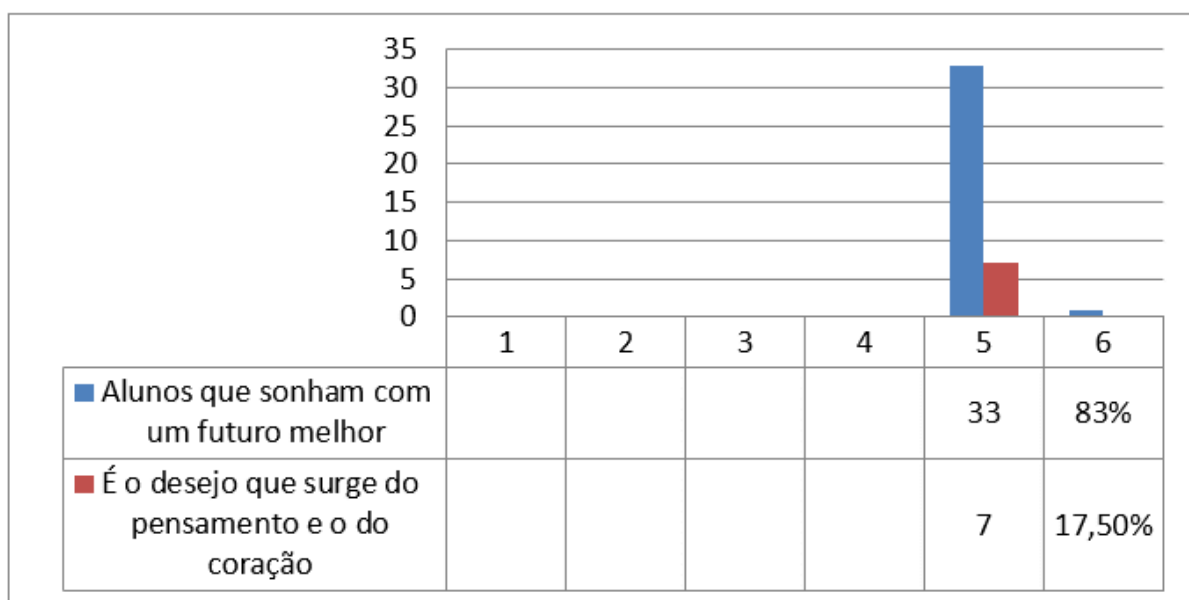 35
30
25
20
15
10
5
0
1 2 3 4 5 6
Alunos que sonham com
um futuro melhor
33 83%
É o desejo que surge do
pensamento e o do
coração
7 17,50%